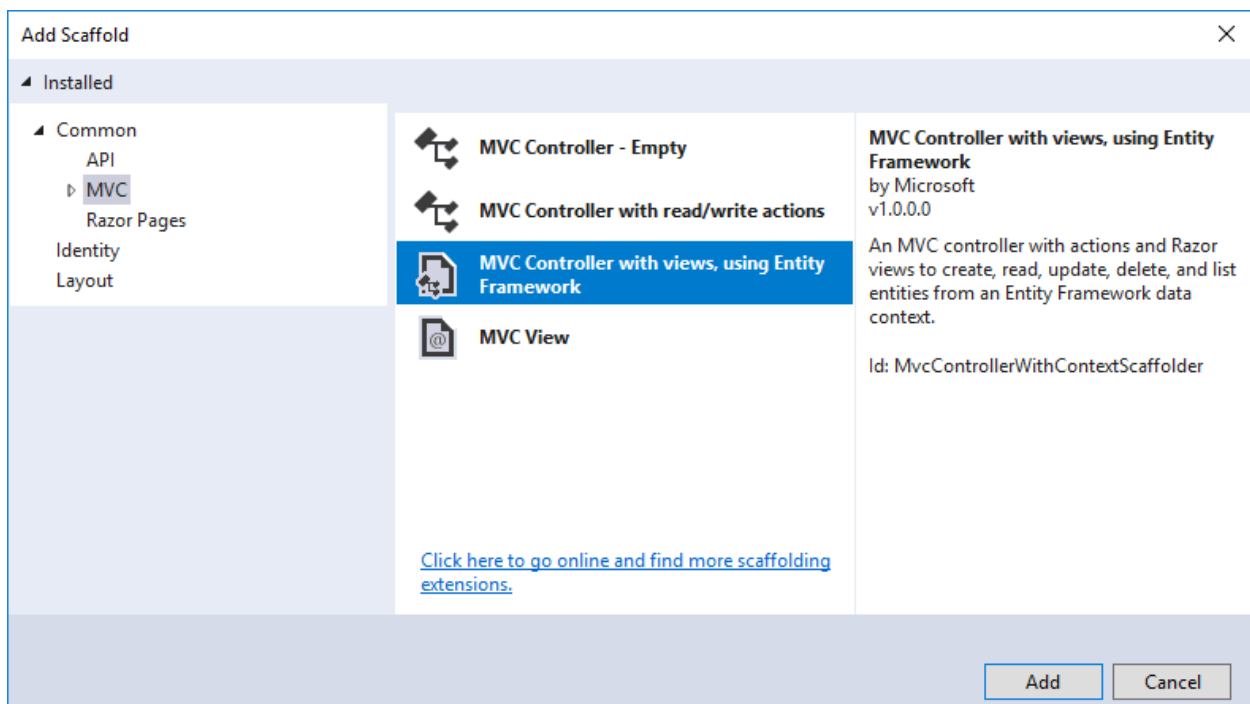 Add Scaffold
Installed
Common
API
MVC
Razor Pages
Identity
Layout
MVC Controller - Empty
MVC Controller with read/write actions
MVC Controller with views, using Entity
Framework
MVC View
Click here to go online and find more scaffolding
extensions.
MVC Controller with views, using Entity
Framework
by Microsoft
v1.0.0.0
An MVC controller with actions and Razor
views to create, read, update, delete, and list
entities from an Entity Framework data
context.
Id: MvcControllerWithContextScaffolder
Add
Cancel